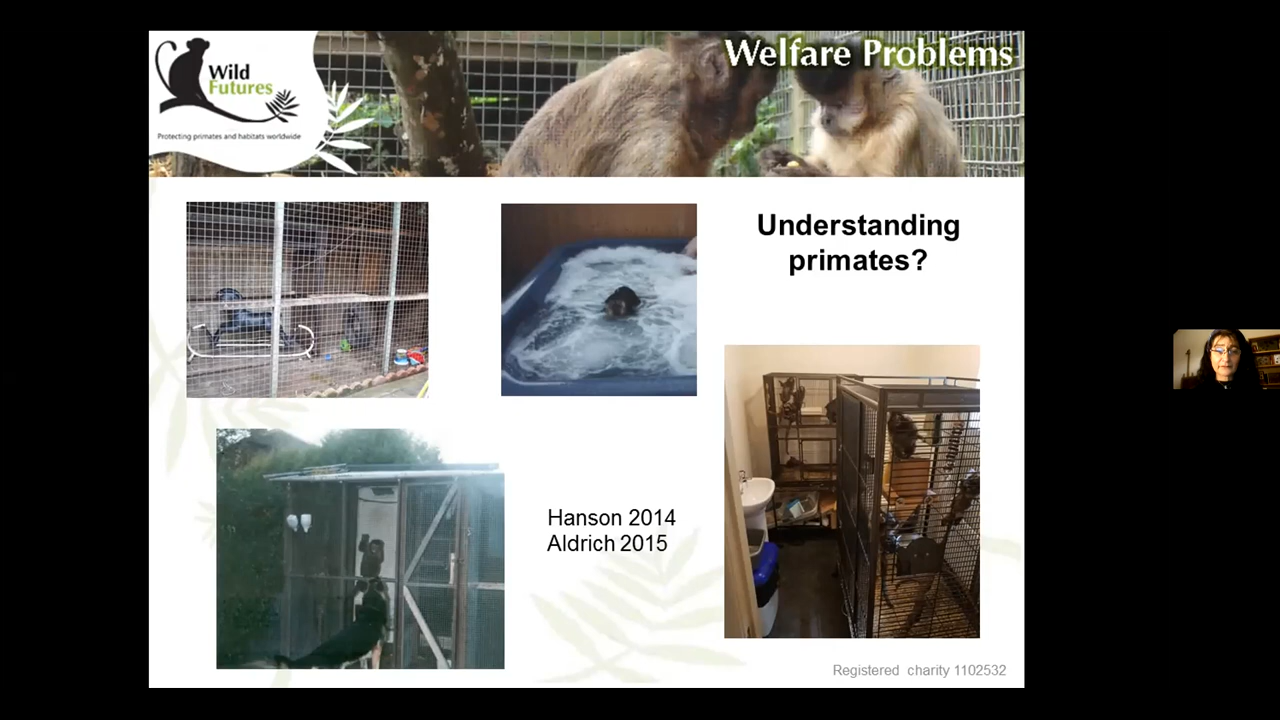 Wild
Futures
Protecting primates and habitats worldwide
Welfare Problems
Understanding
primates?
Hanson 2014
Aldrich 2015
Registered charity 1102532